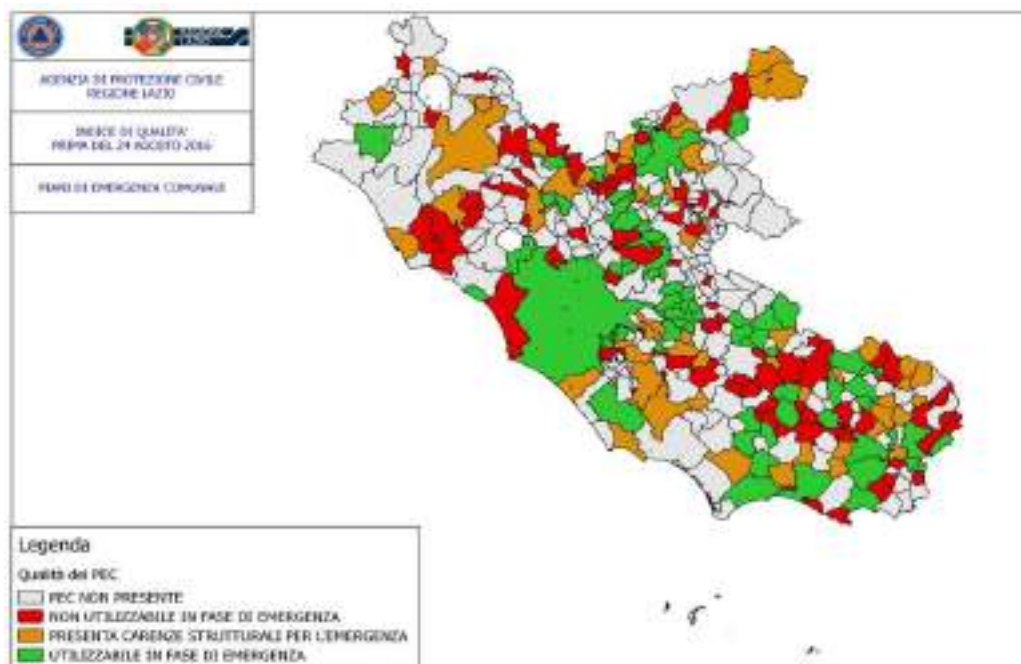 AGENZIA DI PROTEZIONE CIVILE
REGIONE LAZIO
INDICE DI QUALITA'
PRIMA DEL 24 AGOSTO 2016
PIANI DI EMERGENZA COMUNALE
Legenda
Qualità dei PEC
PEC NON PRESENTE
NON UTILIZZABILE IN FASE DI EMERGENZA
PRESENTA CARENZE STRUTTURALI PER L'EMERGENZA
UTILIZZABILE IN FASE DI EMERGENZA